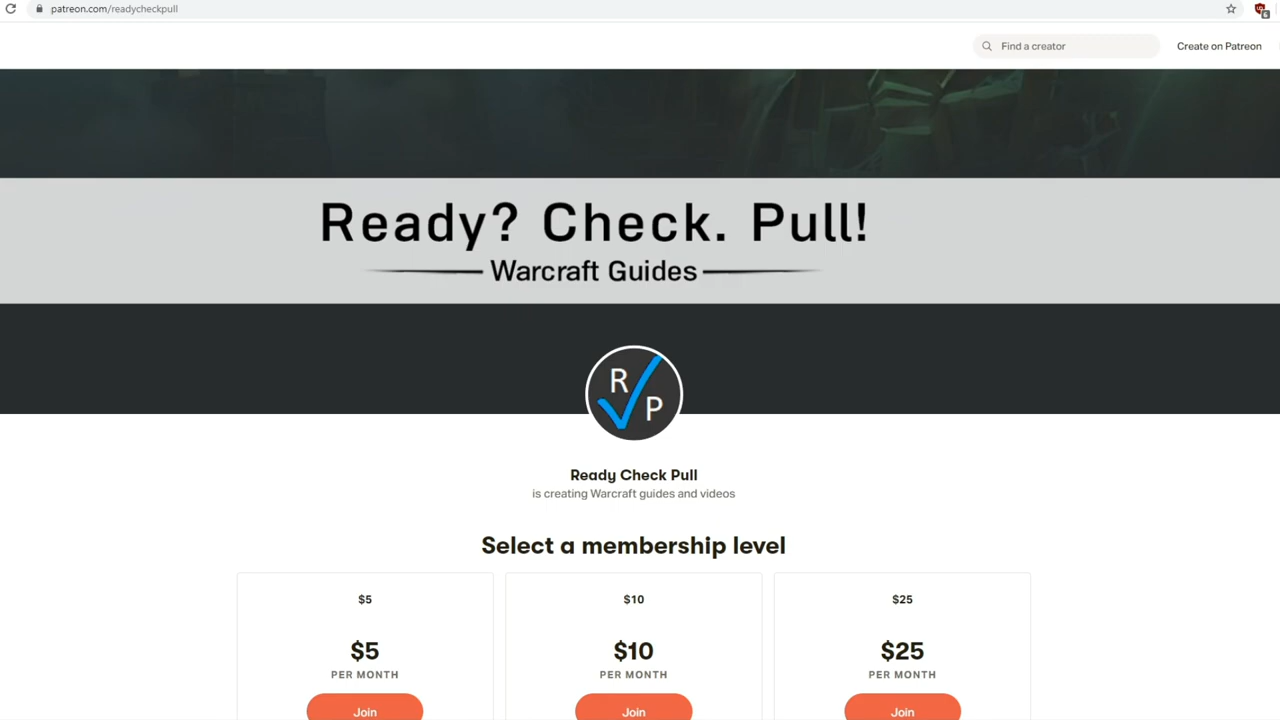 patreon.com/readycheckpull
6
Find a creator
Create on Patreon
Ready? Check. Pull!
Warcraft Guides
R
P
Ready Check Pull
is creating Warcraft guides and videos
Select a membership level
$5
$10
$25
$5
$10
$25
PER MONTH
PER MONTH
PER MONTH
Join
Join
Join